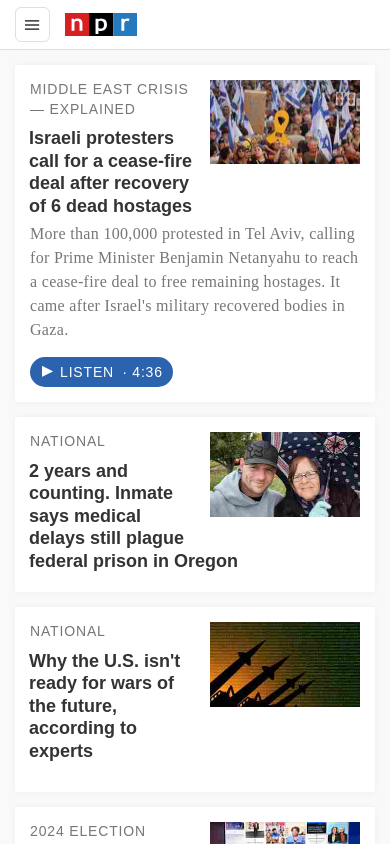 npr
MIDDLE EAST CRISIS
— EXPLAINED
Israeli protesters
call for a cease-fire
deal after recovery
of 6 dead hostages
More than 100,000 protested in Tel Aviv, calling
for Prime Minister Benjamin Netanyahu to reach
a cease-fire deal to free remaining hostages. It
came after Israel's military recovered bodies in
Gaza.
LISTEN · 4:36
NATIONAL
2 years and
counting. Inmate
says medical
delays still plague
federal prison in Oregon
NATIONAL
Why the U.S. isn't
ready for wars of
the future,
according to
experts
2024 ELECTION